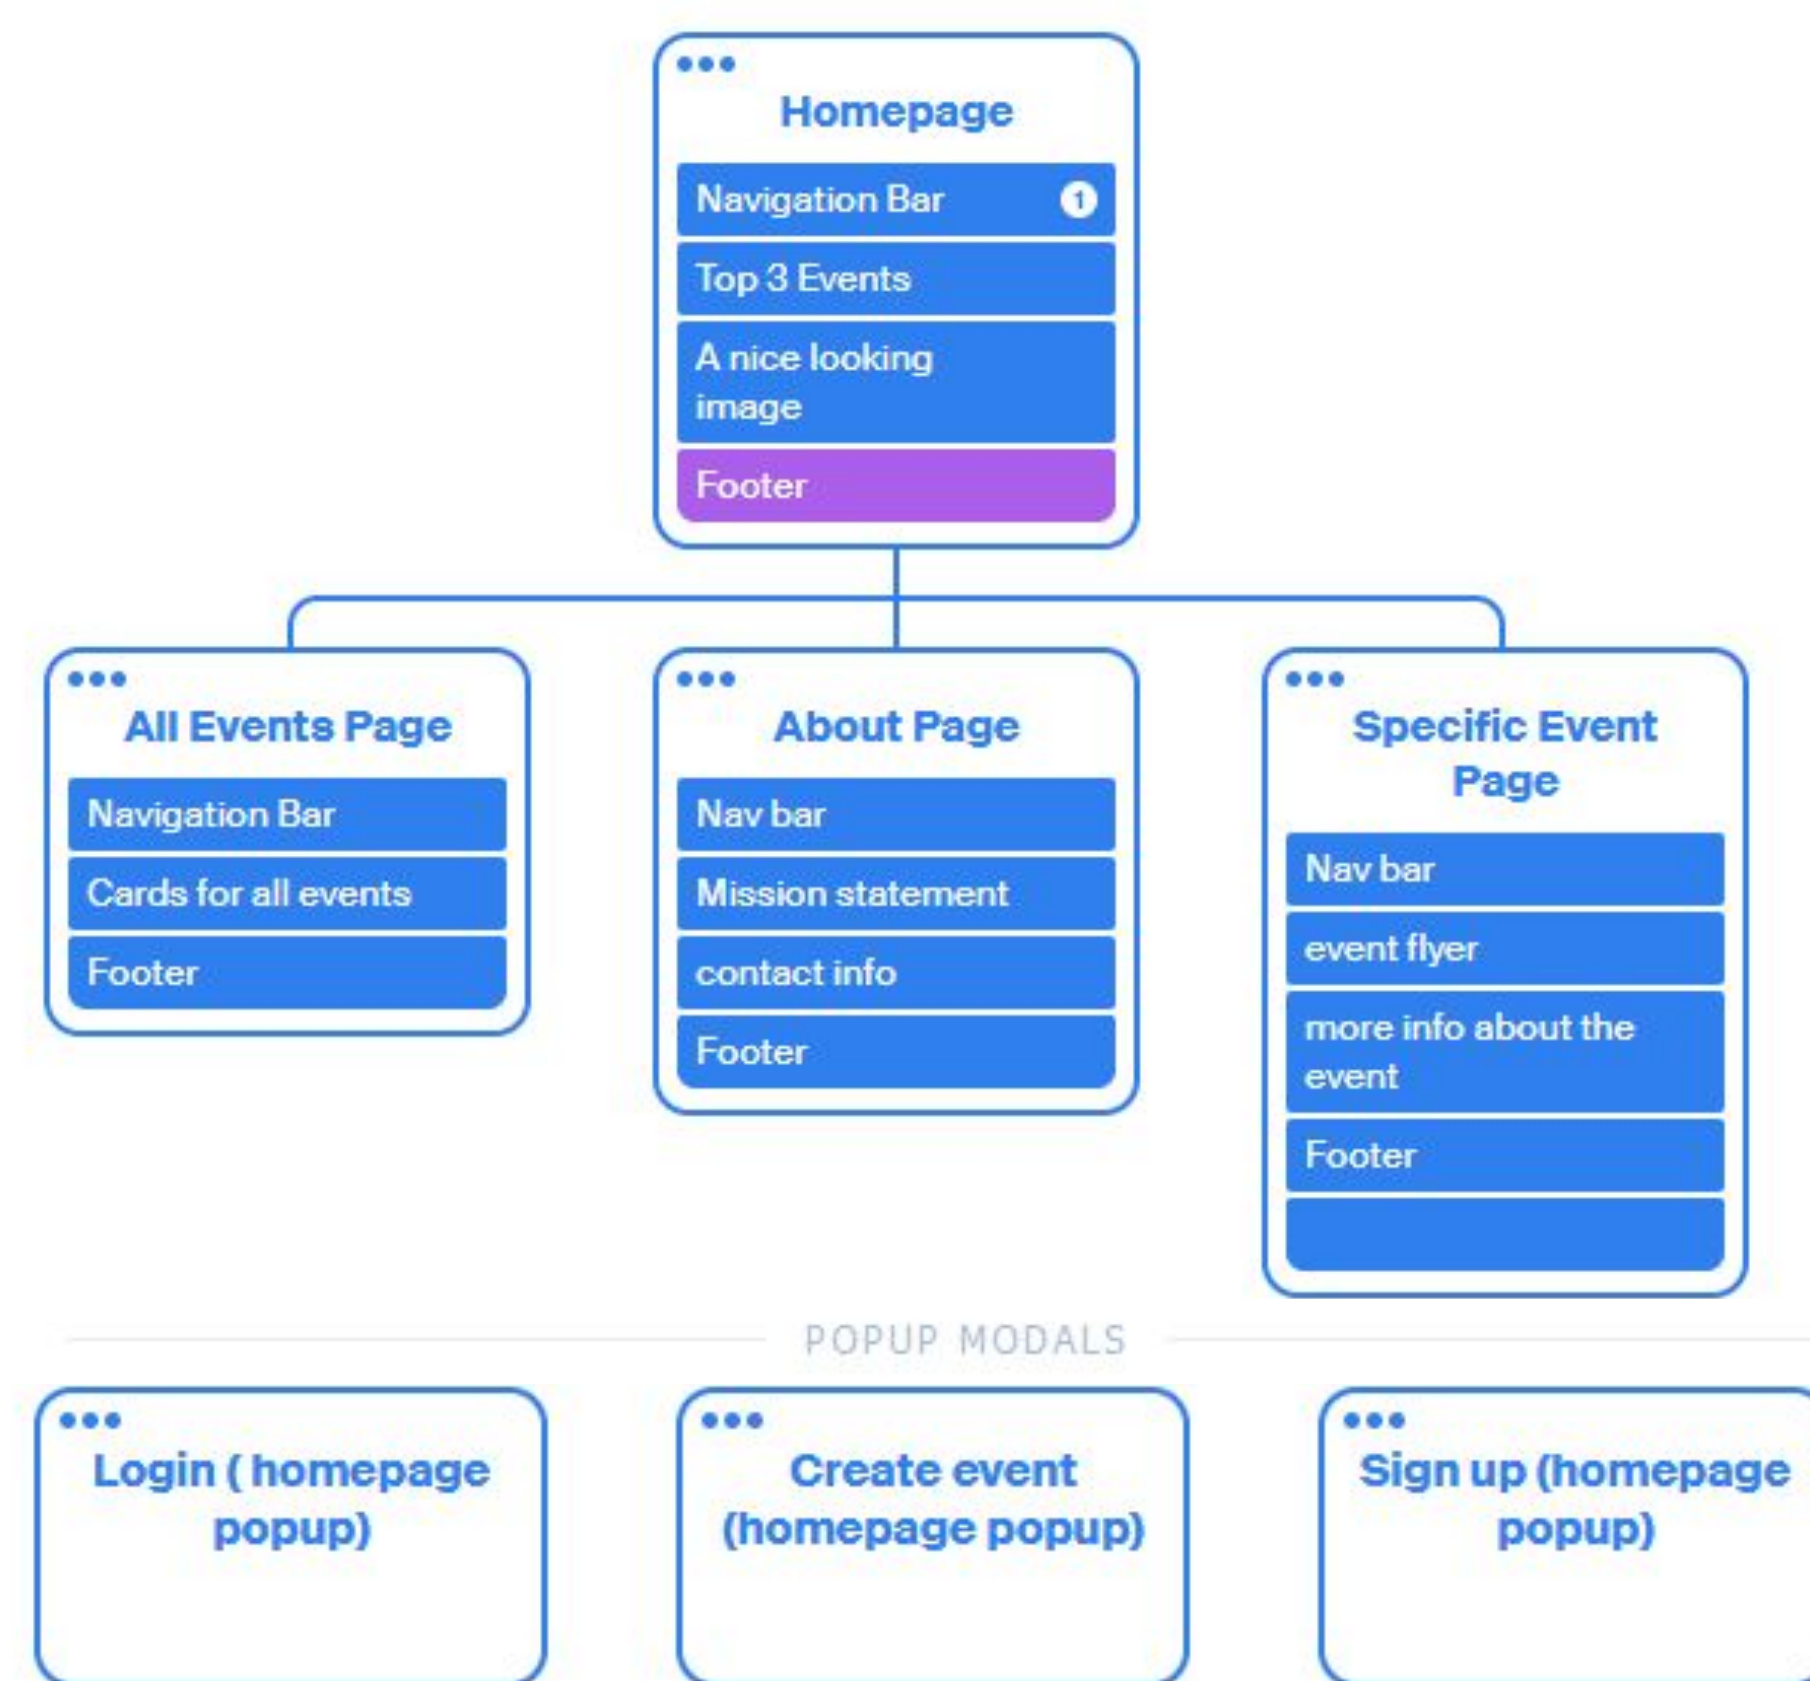 Homepage
Navigation Bar 1
Top 3 Events
A nice looking
image
Footer
All Events Page
Navigation Bar
Cards for all events
Footer
About Page
Nav bar
Mission statement
contact info
Footer
Specific Event
Page
Nav bar
event flyer
more info about the
event
Footer
POPUP MODALS
Login ( homepage
popup)
Create event
(homepage popup)
Sign up (homepage
popup)